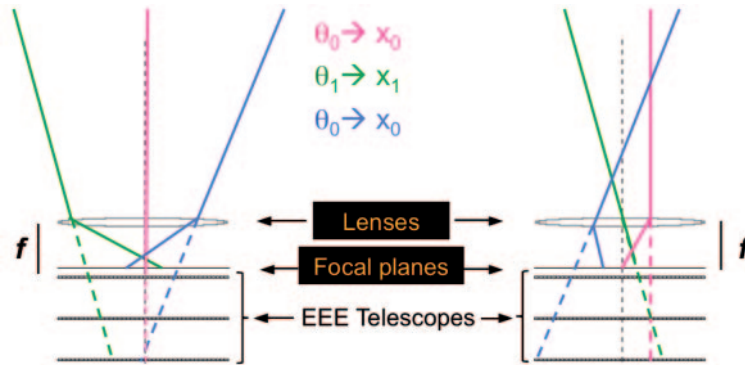 θ₀→ x₀
θ₁→ x₁
θ₀→ x₀
f
Lenses
f
Focal planes
EEE Telescopes